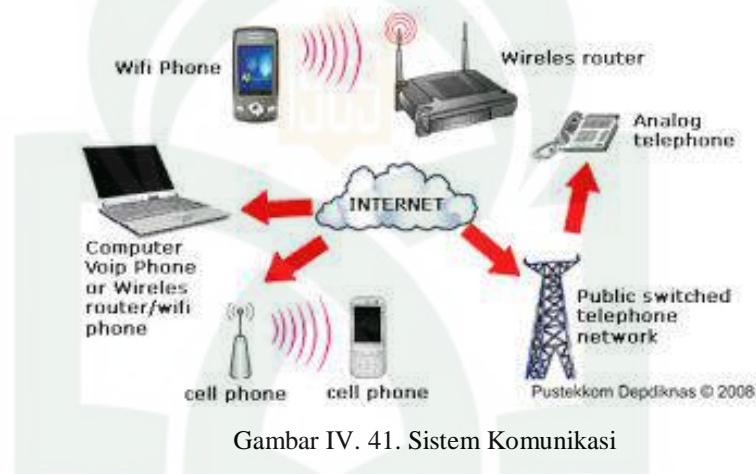 Wifi Phone
Wireles router
Analog
telephone
INTERNET
Computer
Voip Phone
or Wireles
router/wifi
phone
Public switched
telephone
network
cell phone
cell phone
Pustekkom Depdiknas © 2008
Gambar IV. 41. Sistem Komunikasi